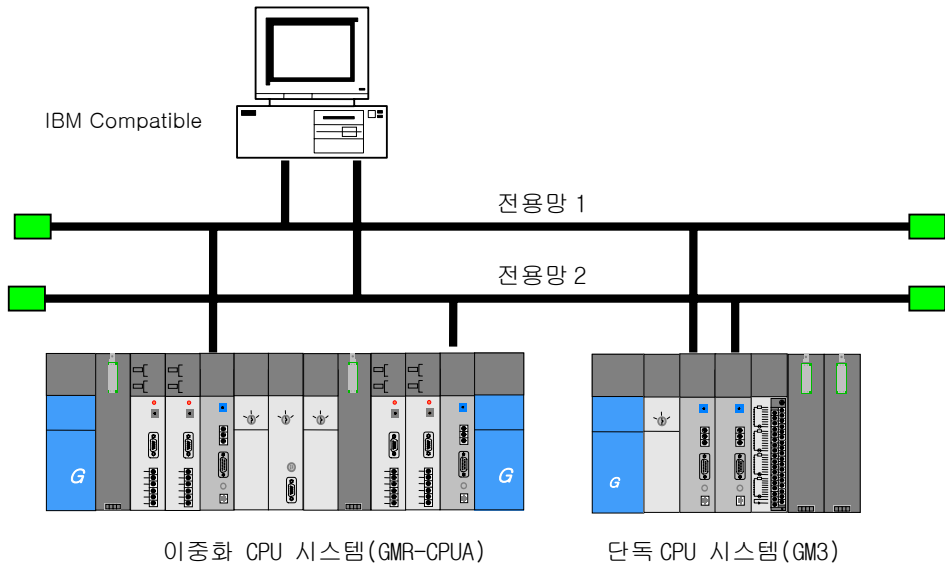 IBM Compatible
전용망 1
전용망 2
G
G
G
이중화 CPU 시스템(GMR-CPUA)
단독 CPU 시스템(GM3)